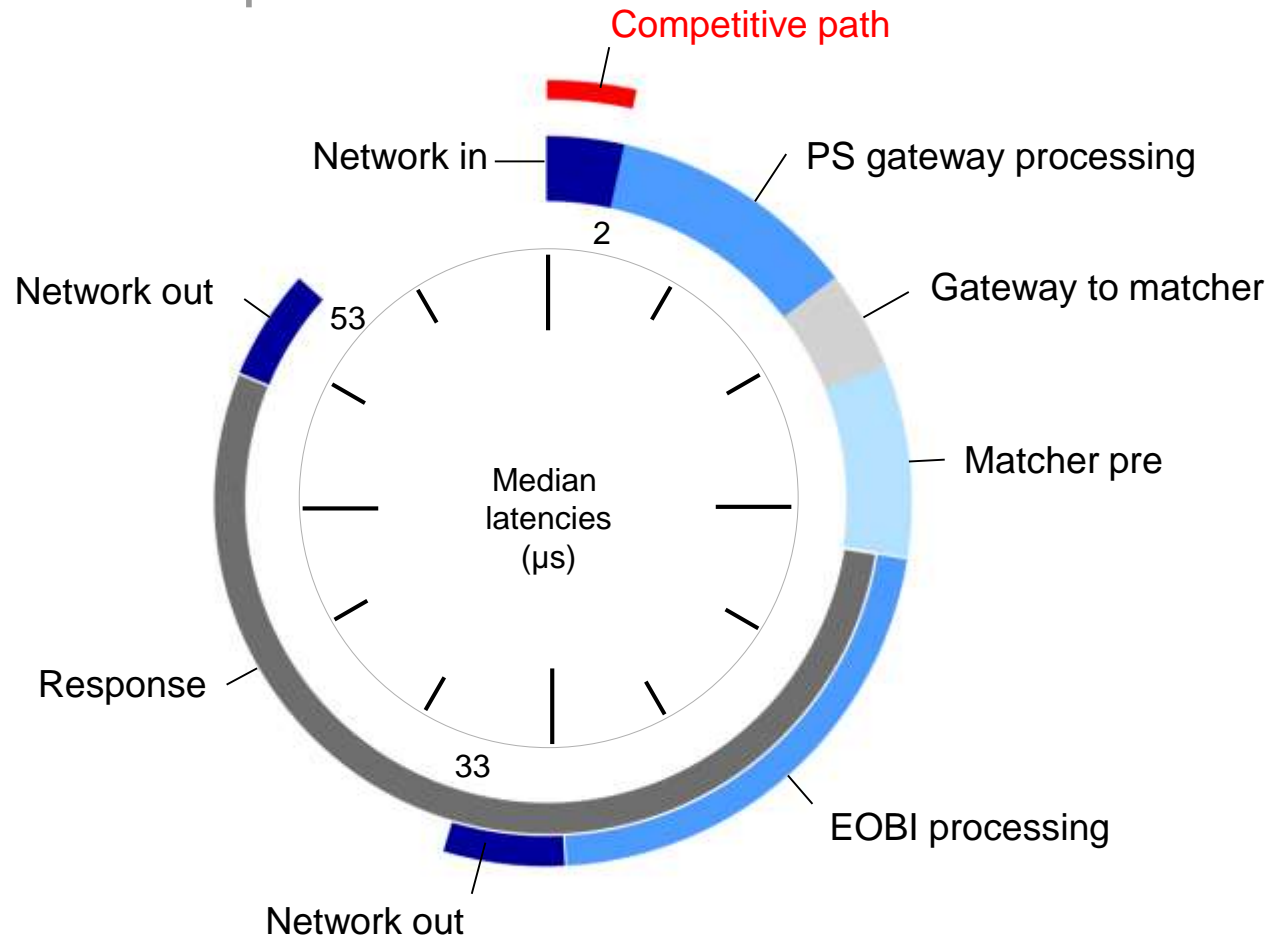 Competitive path
Network in
PS gateway processing
2
Network out
Gateway to matcher
53
Matcher pre
Median
latencies
(µs)
Response
33
EOBI processing
Network out